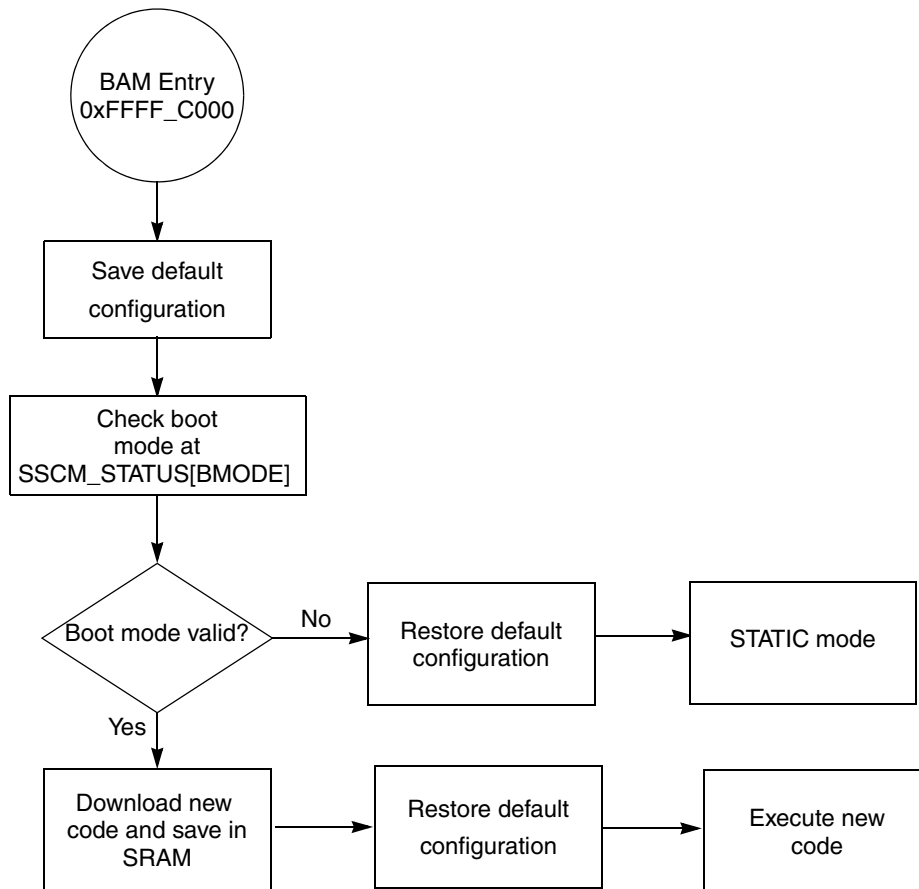 BAM Entry
0xFFFF_C000
Save default
configuration
Check boot
mode at
SSCM_STATUS[BMODE]
Boot mode valid?
No
Restore default
configuration
STATIC mode
Yes
Download new
code and save in
SRAM
Restore default
configuration
Execute new
code